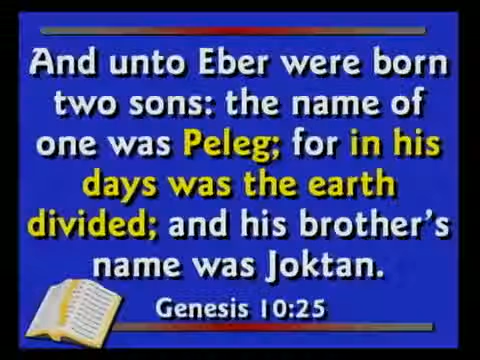 And unto Eber were born
two sons: the name of
one was Peleg; for in his
days was the earth
divided; and his brother's
name was Joktan.
Genesis 10:25